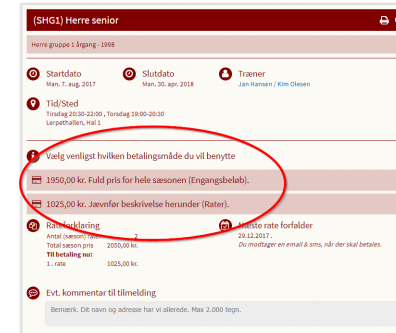 (SHG1) Herre senior
Herre gruppe 1 årgang - 1998
Startdato
Man. 7. aug. 2017
Slutdato
Man. 30. apr. 2018
Træner
Jan Hansen / Kim Olesen
Tid/Sted
Tirsdag 20:30-22:00 , Torsdag 19:00-20:30
Lerpøthallen, Hal 1
Vælg venligst hvilken betalingsmåde du vil benytte
1950,00 kr. Fuld pris for hele sæsonen (Engangsbeløb).
1025,00 kr. Jævnfør beskrivelse herunder (Rater).
Rateforklaring
Antal (sæson) rater 2
Total sæson pris 2050,00 kr.
Til betaling nu:
1. rate 1025,00 kr.
Næste rate forfalder
29.12.2017 .
Du modtager en email & sms, når der skal betales.
Evt. kommentar til tilmelding
Bemærk. Dit navn og adresse har vi allerede. Max 2.000 tegn.